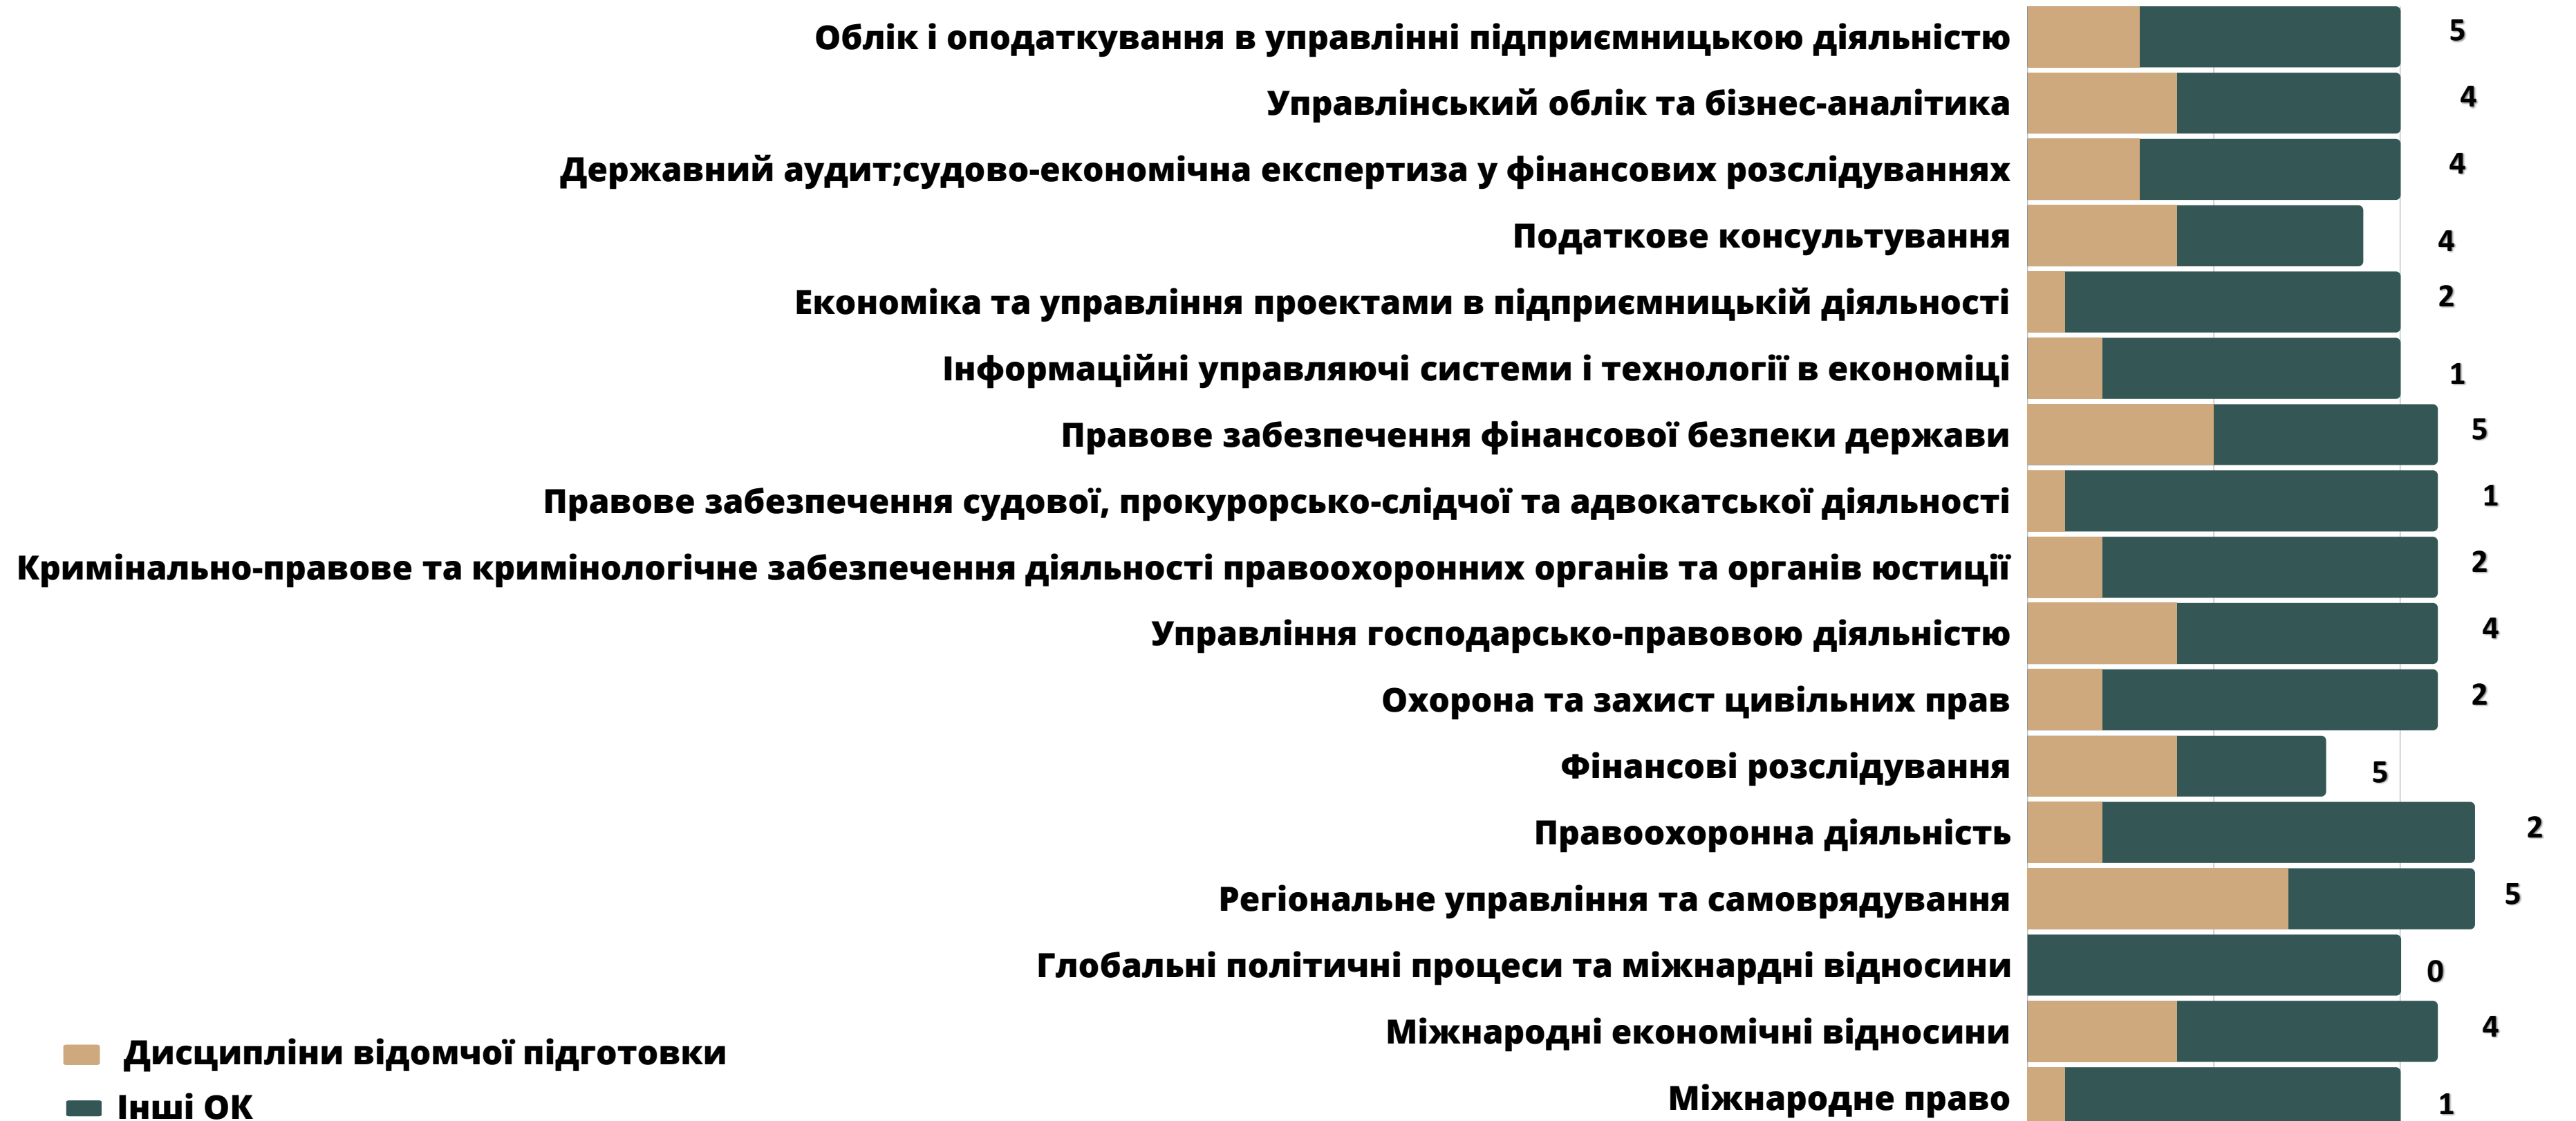 Облік і оподаткування в управлінні підприємницькою діяльністю 5
Управлінський облік та бізнес-аналітика 4
Державний аудит;судово-економічна експертиза у фінансових розслідуваннях 4
Податкове консультування 4
Економіка та управління проектами в підприємницькій діяльності 2
Інформаційні управляючі системи і технології в економіці 1
Правове забезпечення фінансової безпеки держави 5
Правове забезпечення судової, прокурорсько-слідчої та адвокатської діяльності 1
Кримінально-правове та кримінологічне забезпечення діяльності правоохоронних органів та органів юстиції 2
Управління господарсько-правовою діяльністю 4
Охорона та захист цивільних прав 2
Фінансові розслідування 5
Правоохоронна діяльність 2
Регіональне управління та самоврядування 5
Глобальні політичні процеси та міжнардні відносини 0
Міжнародні економічні відносини 4
Дисципліни відомчої підготовки
Міжнародне право 1
Інші ОК